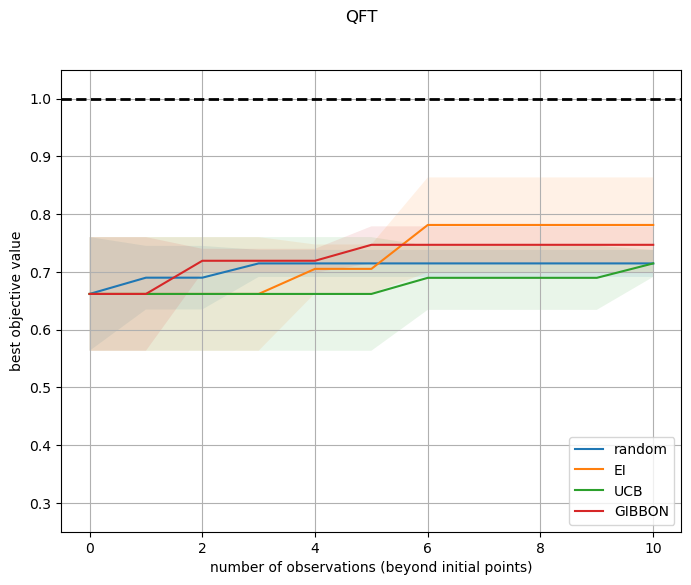 QFT
best objective value
1.0
0.9
0.8
0.7
0.6
0.5
0.4
0.3
0
2
4
6
8
10
number of observations (beyond initial points)
random
EI
UCB
GIBBON